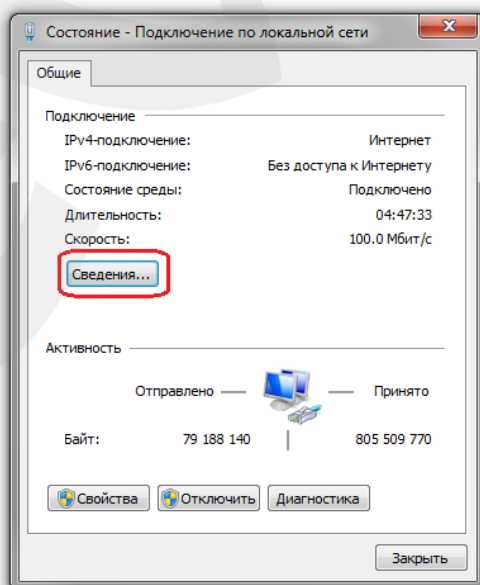 Состояние - Подключение по локальной сети
Общие
Подключение
IPv4-подключение: Интернет
IPv6-подключение: Без доступа к Интернету
Состояние среды: Подключено
Длительность: 04:47:33
Скорость: 100.0 Мбит/с
Сведения...
Активность
Отправлено — Принято
Байт: 79 188 140 | 805 509 770
Свойства Отключить Диагностика
Закрыть